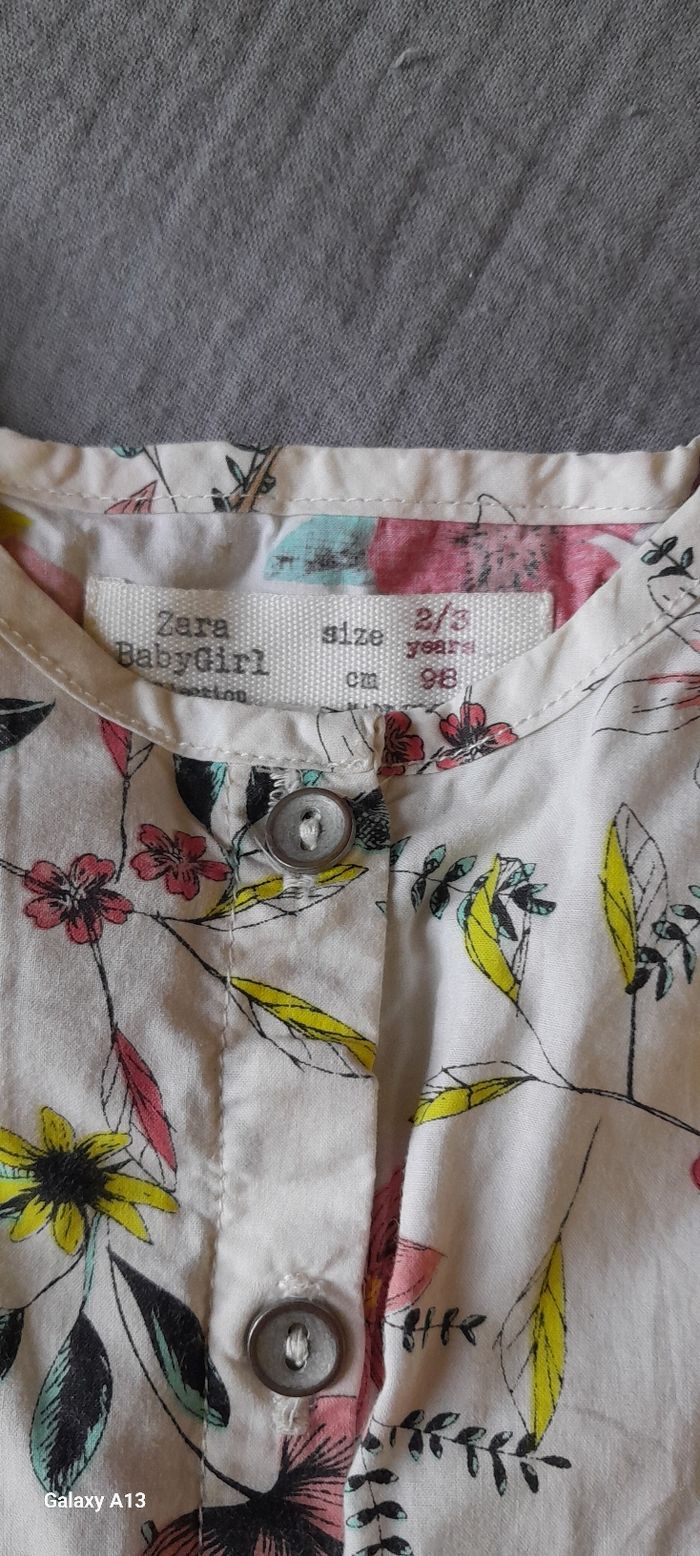 Zara
BabyGirl
size 2/3
years
cm 98
Galaxy A13